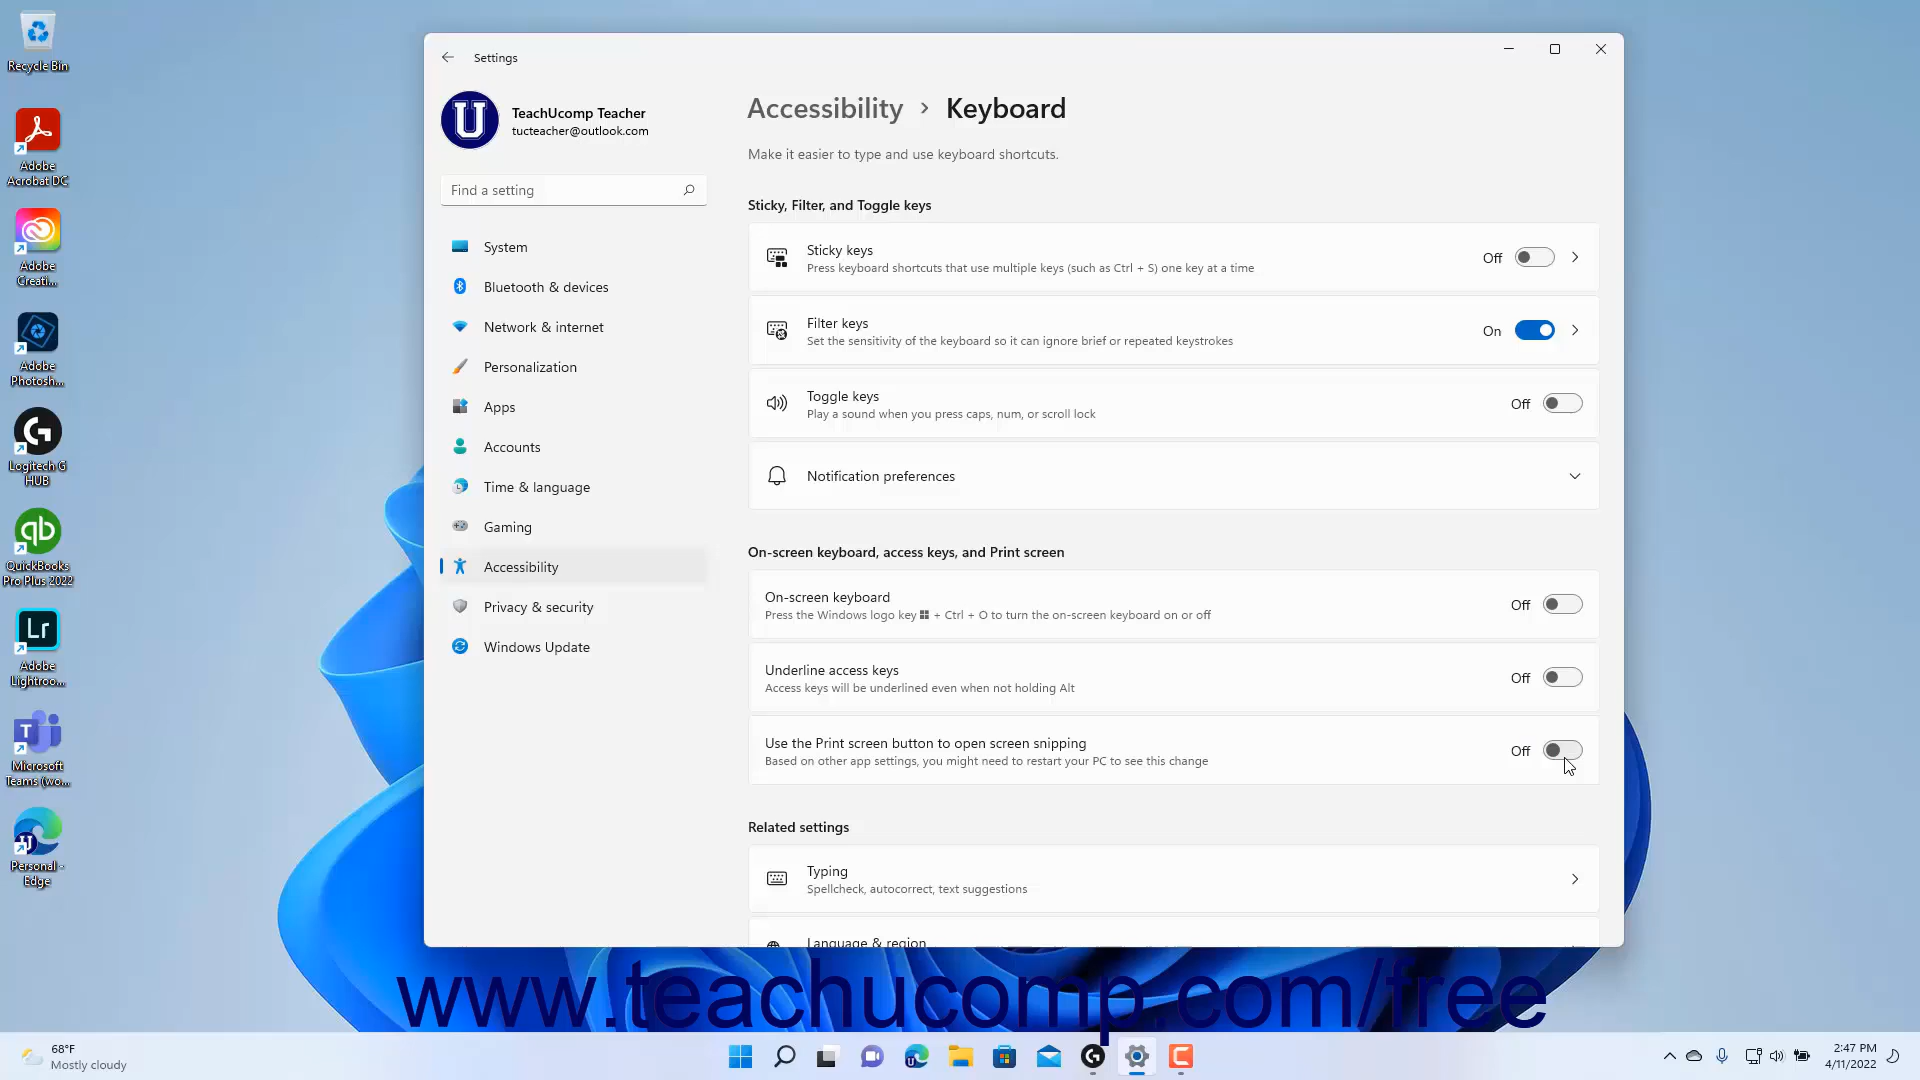 Recycle Bin
Adobe
Acrobat DC
Adobe
Creati...
Adobe
Photosh...
Logitech G
HUB
QuickBooks
Pro Plus 2022
Adobe
Lightroo...
Microsoft
Teams (wo...
Personal -
Edge
Settings
TeachUcomp Teacher
tucteacher@outlook.com
Find a setting
System
Bluetooth & devices
Network & internet
Personalization
Apps
Accounts
Time & language
Gaming
Accessibility
Privacy & security
Windows Update
Accessibility > Keyboard
Make it easier to type and use keyboard shortcuts.
Sticky, Filter, and Toggle keys
Sticky keys
Press keyboard shortcuts that use multiple keys (such as Ctrl + S) one key at a time
Off
Filter keys
Set the sensitivity of the keyboard so it can ignore brief or repeated keystrokes
On
Toggle keys
Play a sound when you press caps, num, or scroll lock
Off
Notification preferences
On-screen keyboard, access keys, and Print screen
On-screen keyboard
Press the Windows logo key + Ctrl + O to turn the on-screen keyboard on or off
Off
Underline access keys
Access keys will be underlined even when not holding Alt
Off
Use the Print screen button to open screen snipping
Based on other app settings, you might need to restart your PC to see this change
Off
Related settings
Typing
Spellcheck, autocorrect, text suggestions
Language & region
www.teachucomp.com/free
68°F
Mostly cloudy
2:47 PM
4/11/2022